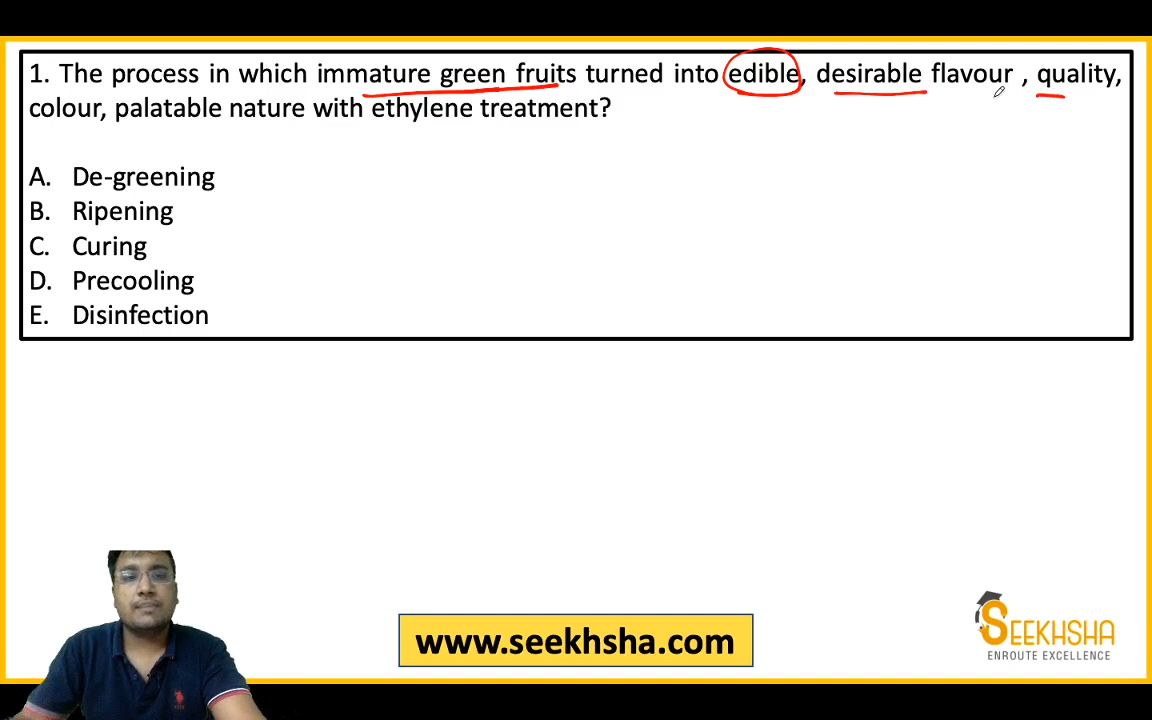 1. The process in which immature green fruits turned into edible, desirable flavour , quality,
colour, palatable nature with ethylene treatment?
A. De-greening
B. Ripening
C. Curing
D. Precooling
E. Disinfection
www.seekhsha.com
SEEKHSHA
ENROUTE EXCELLENCE